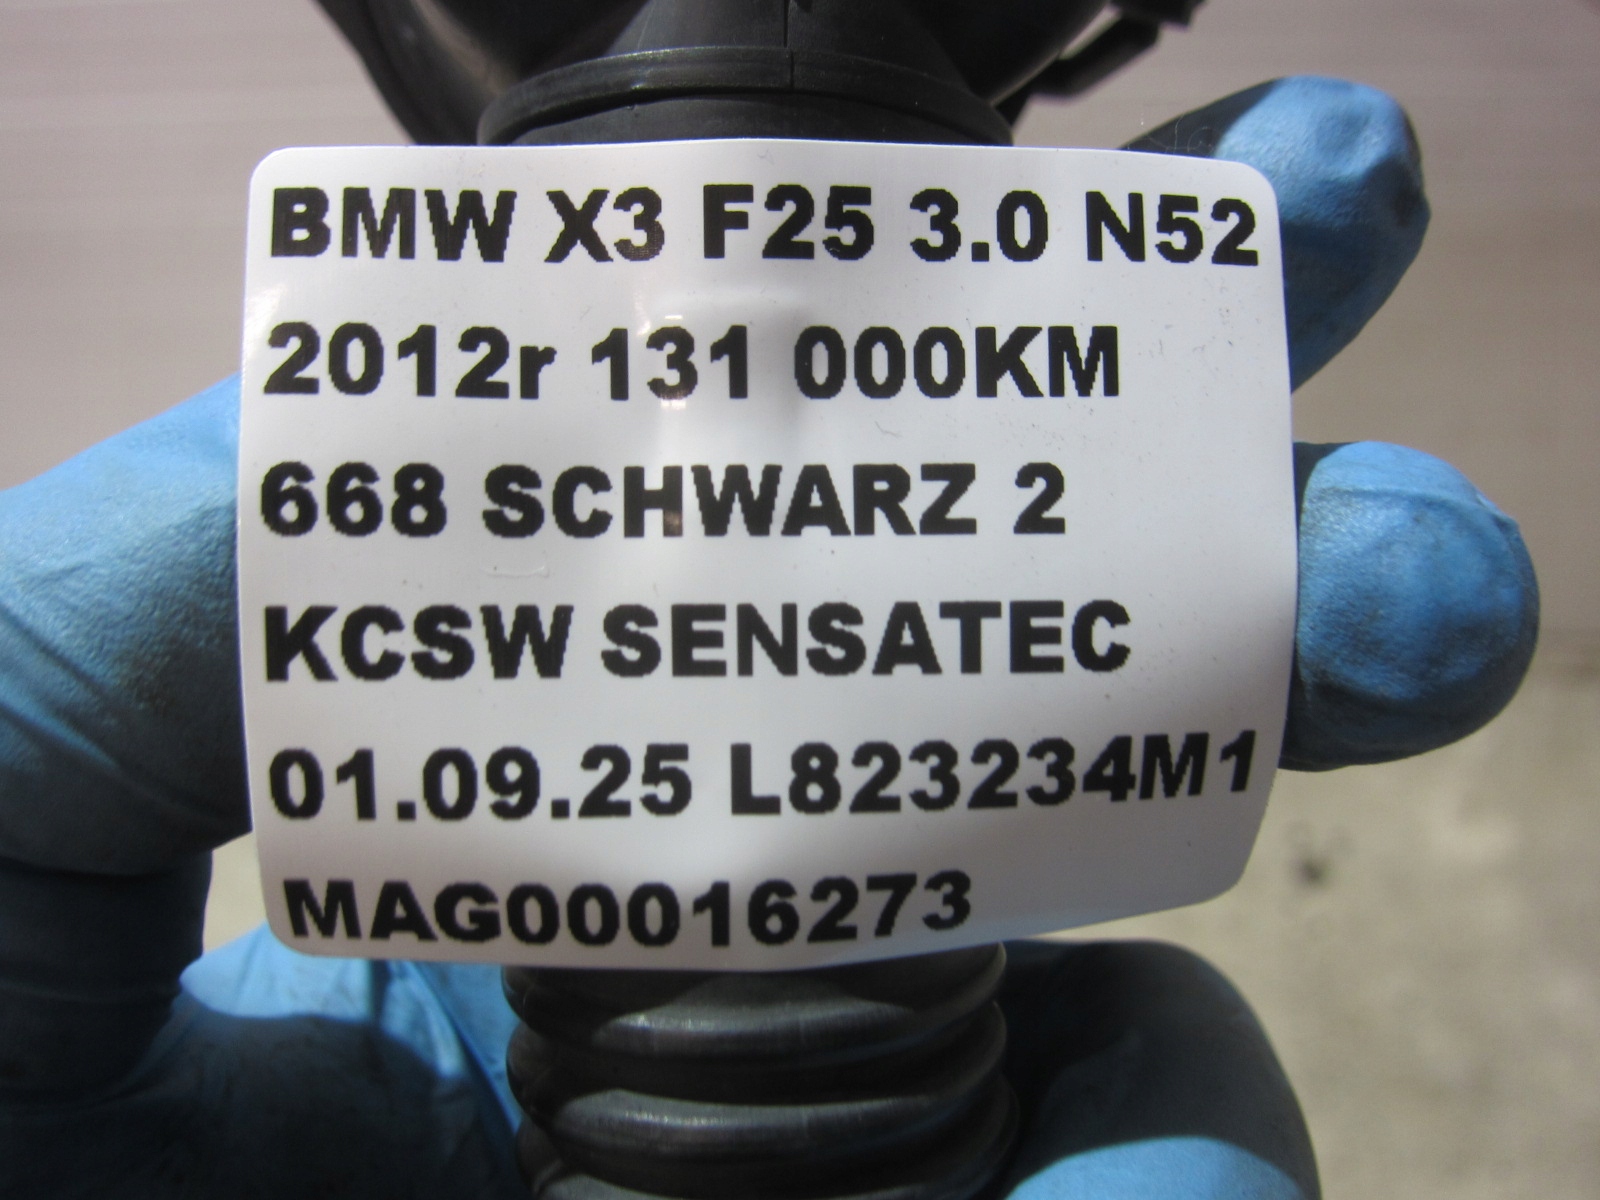 BMW X3 F25 3.0 N52
2012r 131 000KM
668 SCHWARZ 2
KCSW SENSATEC
01.09.25 L823234M1
MAG00016273